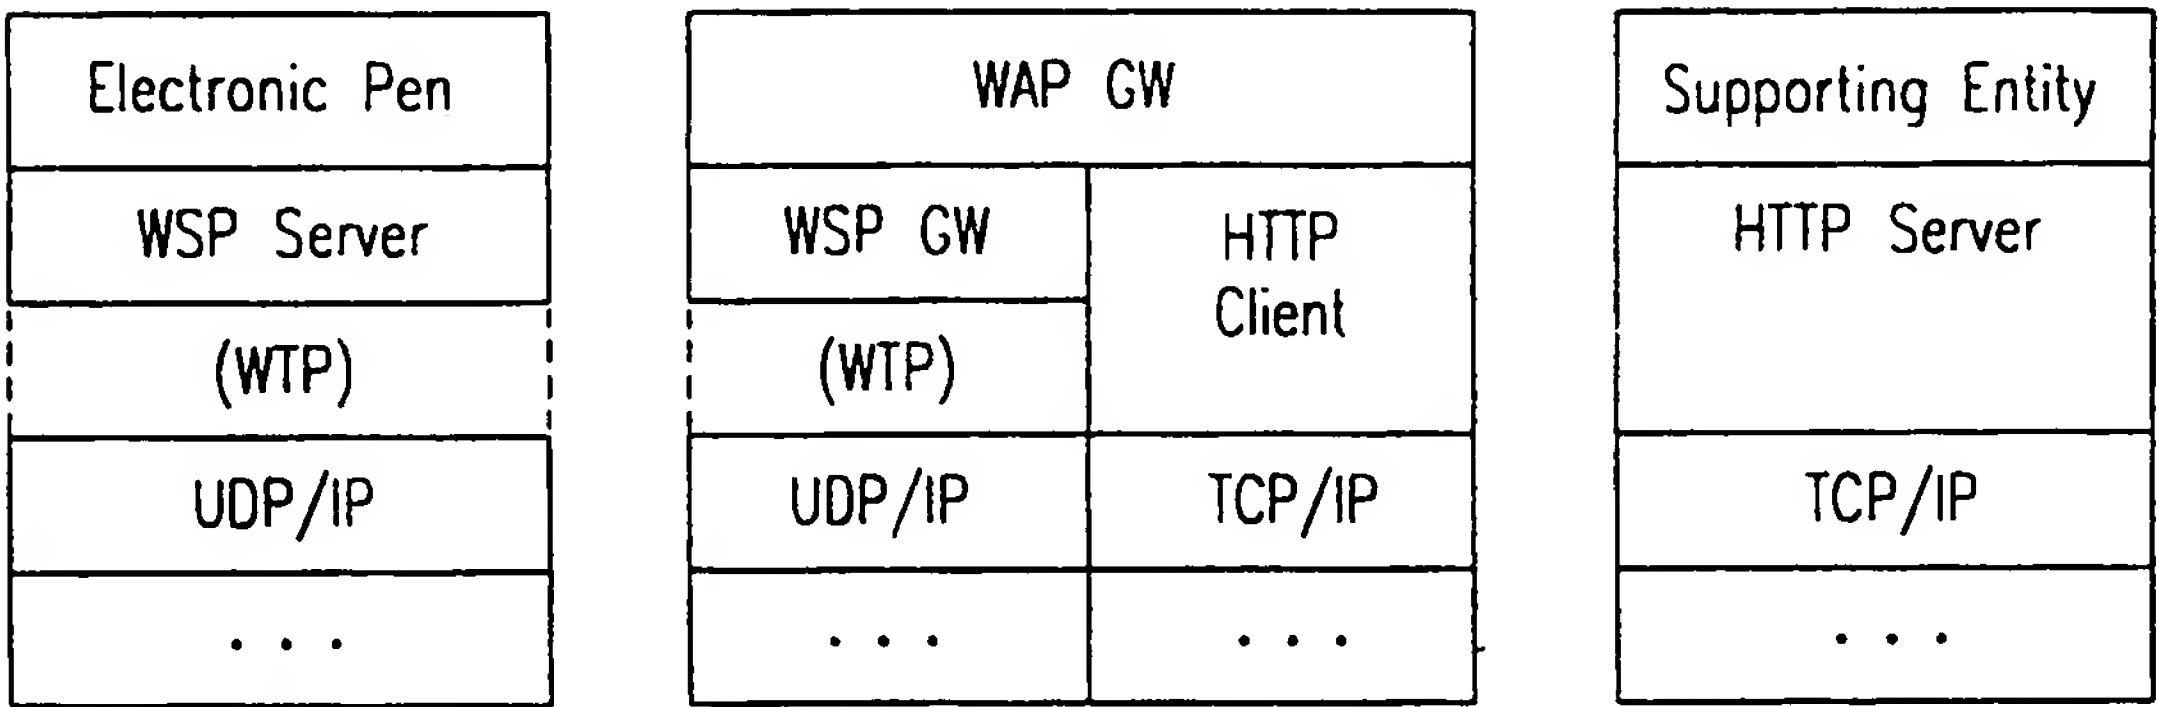 Electronic Pen
WSP Server
(WTP)
UDP/IP
...
WAP GW
WSP GW
(WTP)
UDP/IP
...
HTTP
Client
TCP/IP
...
Supporting Entity
HTTP Server
TCP/IP
...